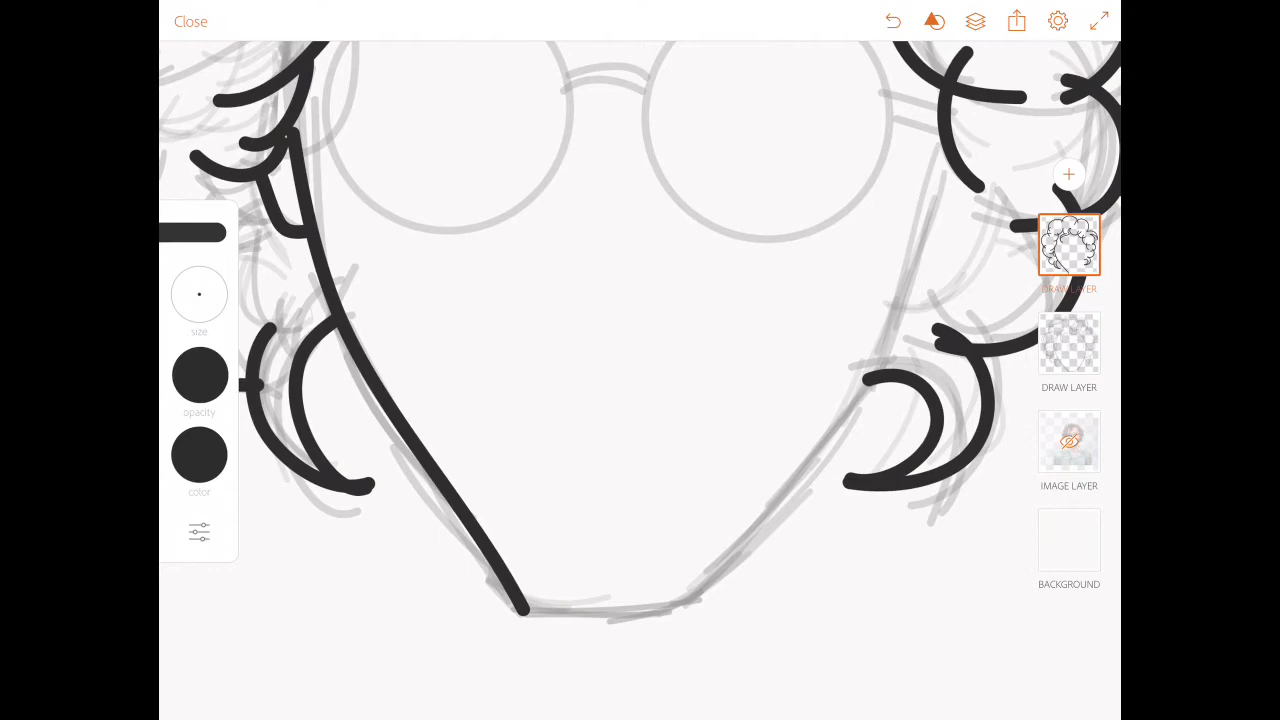 Close
size
opacity
color
DRAW LAYER
DRAW LAYER
IMAGE LAYER
BACKGROUND